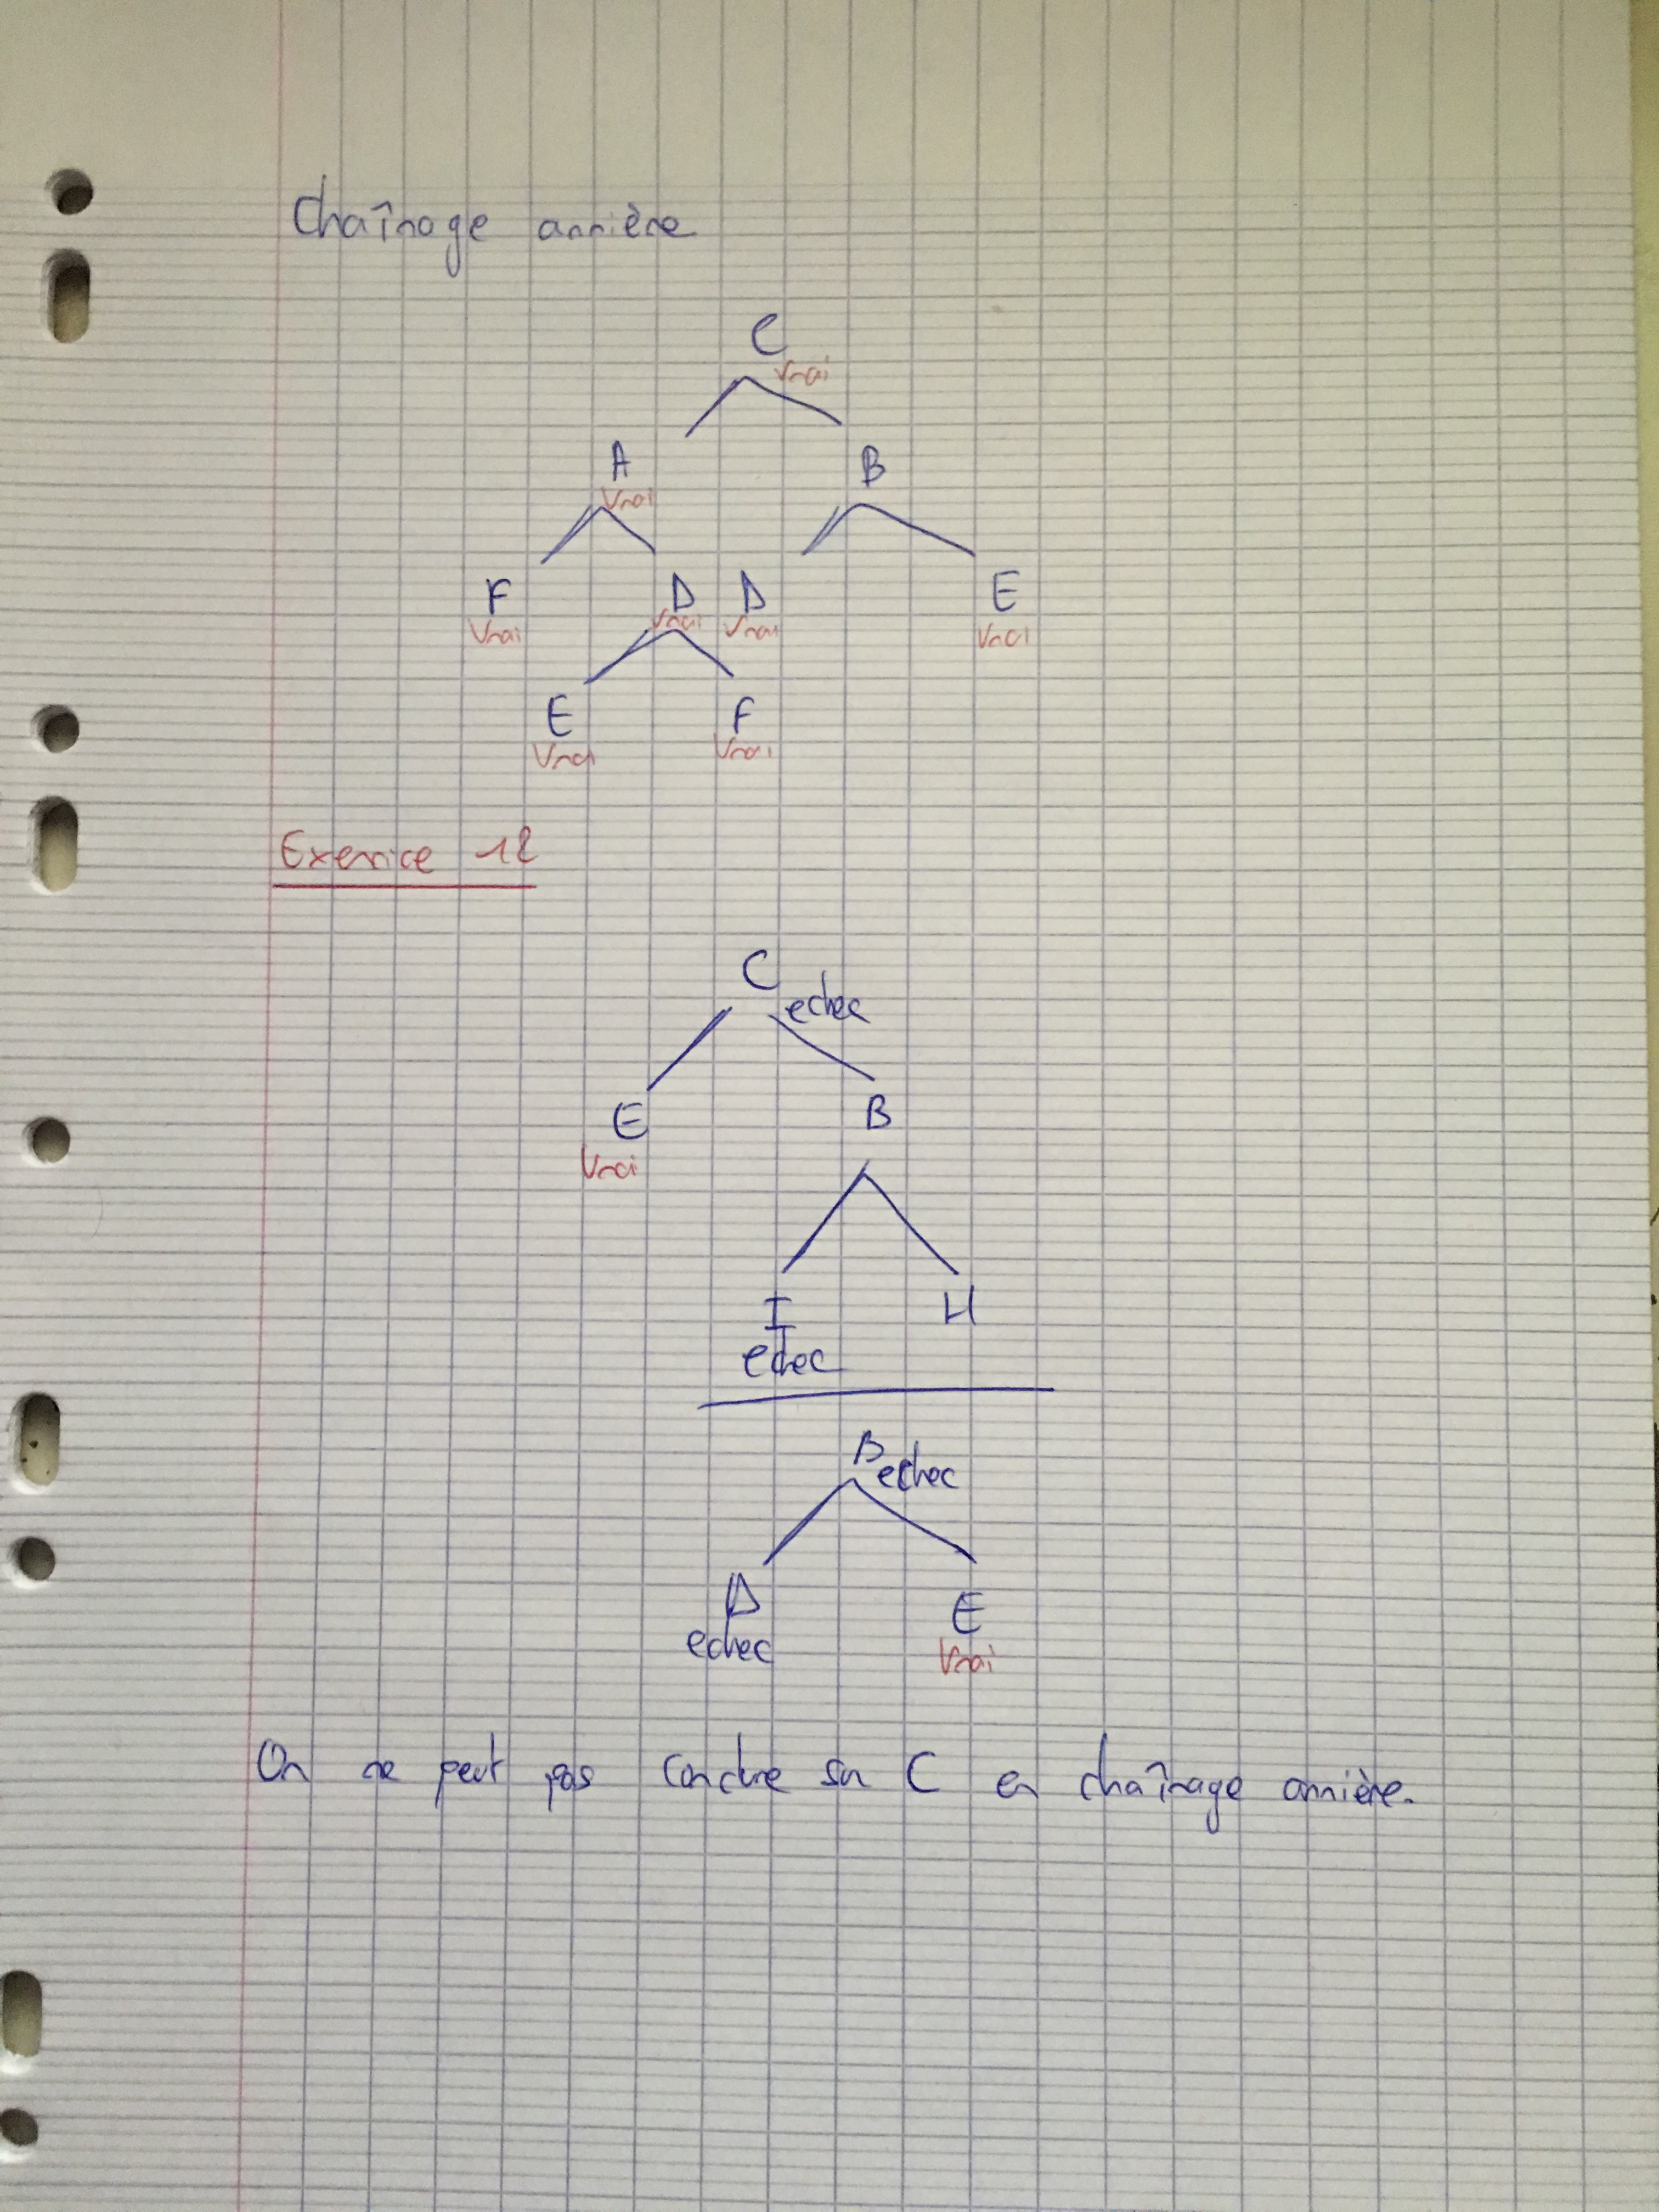 Chaînage arrière
C
Vrai
A B
Vrai
F D D E
Vrai Vrai Vrai Vrai
E F
Vrai Vrai
Exercice 12
C
echec
E B
Vrai
I H
echec
B
echec
D E
echec Vrai
On ne peut pas conclure sur C en chaînage arrière.